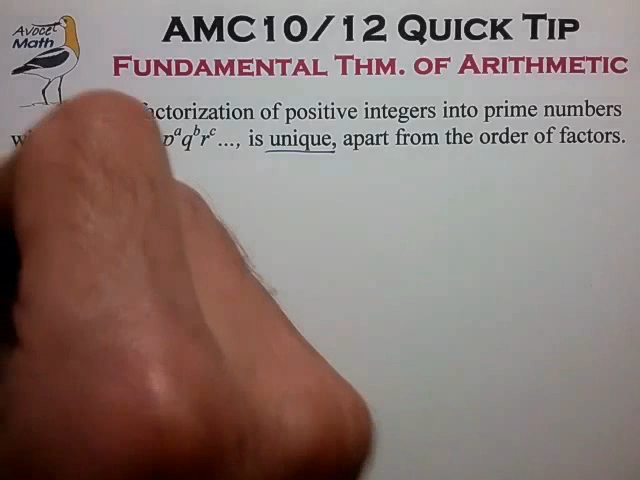 Avocet
Math
AMC10/12 QUICK TIP
FUNDAMENTAL THM. OF ARITHMETIC
factorization of positive integers into prime numbers
pᵃqᵇrᶜ..., is unique, apart from the order of factors.